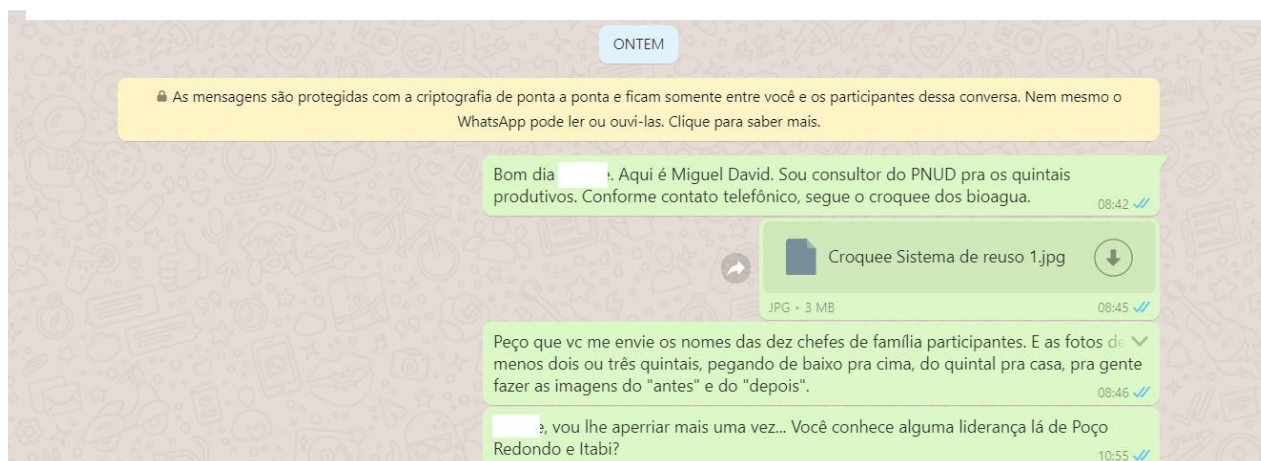 ONTEM
As mensagens são protegidas com a criptografia de ponta a ponta e ficam somente entre você e os participantes dessa conversa. Nem mesmo o
WhatsApp pode ler ou ouvi-las. Clique para saber mais.
Bom dia e. Aqui é Miguel David. Sou consultor do PNUD pra os quintais
produtivos. Conforme contato telefônico, segue o croquee dos bioagua.
08:42
Croquee Sistema de reuso 1.jpg
JPG • 3 MB
08:45
Peço que vc me envie os nomes das dez chefes de família participantes. E as fotos de
menos dois ou três quintais, pegando de baixo pra cima, do quintal pra casa, pra gente
fazer as imagens do "antes" e do "depois".
08:46
e, vou lhe aperriar mais uma vez... Você conhece alguma liderança lá de Poço
Redondo e Itabi?
10:55